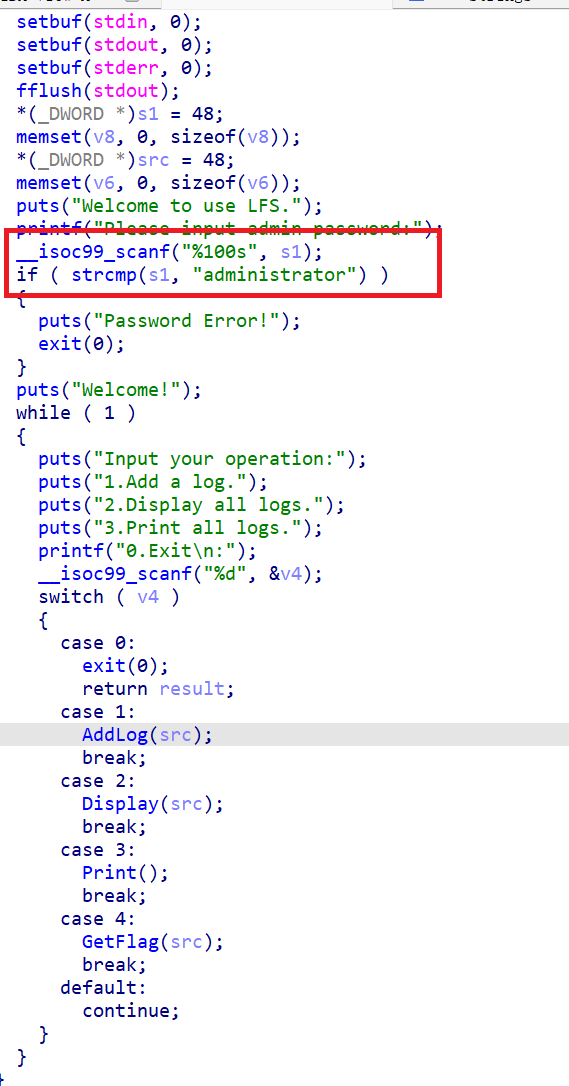 setbuf(stdin, 0);
setbuf(stdout, 0);
setbuf(stderr, 0);
fflush(stdout);
*(_DWORD *)s1 = 48;
memset(v8, 0, sizeof(v8));
*(_DWORD *)src = 48;
memset(v6, 0, sizeof(v6));
puts("Welcome to use LFS.");
printf("Please input admin password:");
__isoc99_scanf("%100s", s1);
if ( strcmp(s1, "administrator") )
{
puts("Password Error!");
exit(0);
}
puts("Welcome!");
while ( 1 )
{
puts("Input your operation:");
puts("1.Add a log.");
puts("2.Display all logs.");
puts("3.Print all logs.");
printf("0.Exit\n:");
__isoc99_scanf("%d", &v4);
switch ( v4 )
{
case 0:
exit(0);
return result;
case 1:
AddLog(src);
break;
case 2:
Display(src);
break;
case 3:
Print();
break;
case 4:
GetFlag(src);
break;
default:
continue;
}
}
}